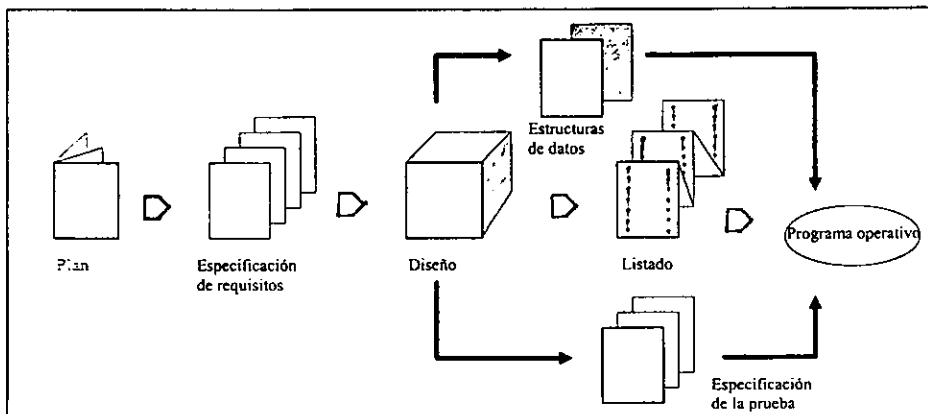 Estructuras
de datos
Plan
Especificación
de requisitos
Diseño
Listado
Programa operativo
Especificación
de la prueba